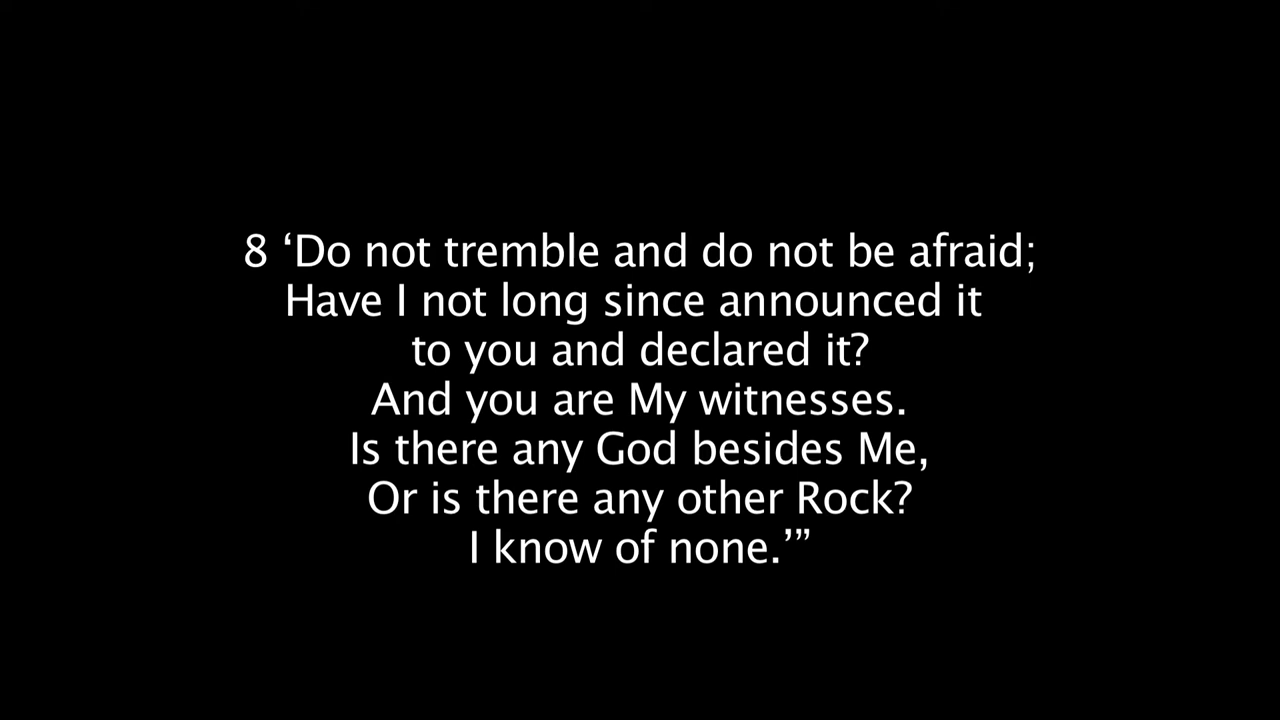 8 ‘Do not tremble and do not be afraid;
Have I not long since announced it
to you and declared it?
And you are My witnesses.
Is there any God besides Me,
Or is there any other Rock?
I know of none.’”